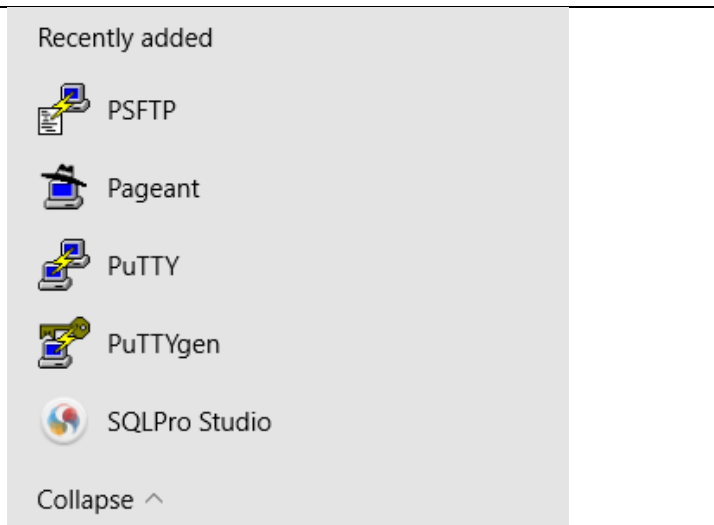 Recently added
PSFTP
Pageant
PuTTY
PuTTYgen
SQLPro Studio
Collapse